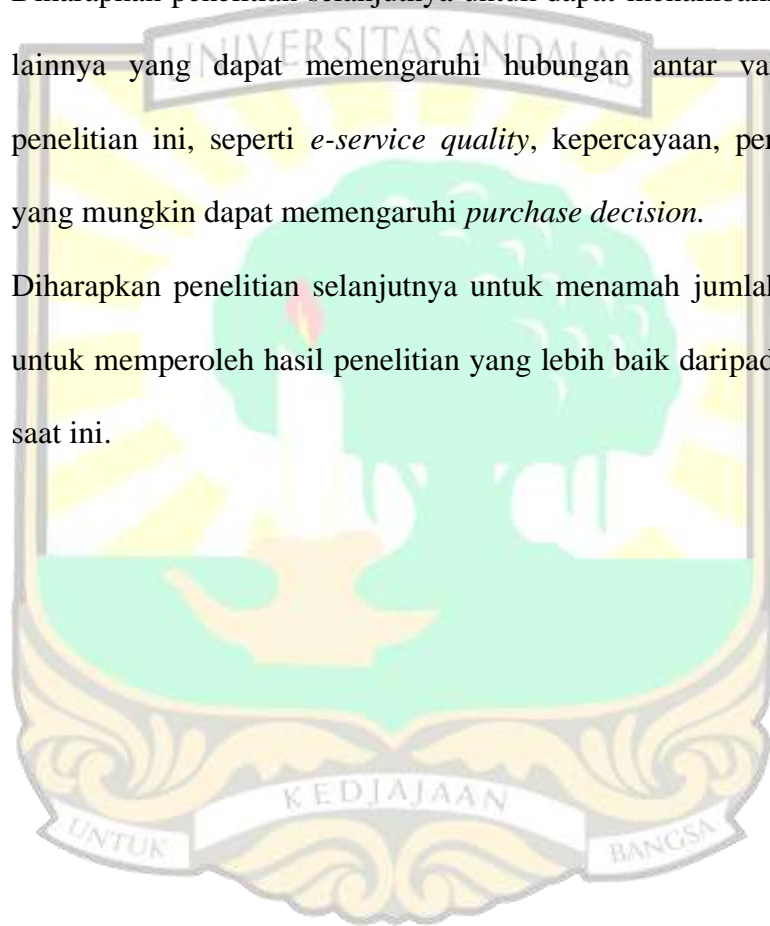 UNIVERSITAS ANDALAS
lainnya yang dapat memengaruhi hubungan antar va
penelitian ini, seperti e-service quality, kepercayaan, per
yang mungkin dapat memengaruhi purchase decision.
Diharapkan penelitian selanjutnya untuk menamah jumlah
untuk memperoleh hasil penelitian yang lebih baik daripad
saat ini.
KEDJAJAAN
UNTUK
BANGSA